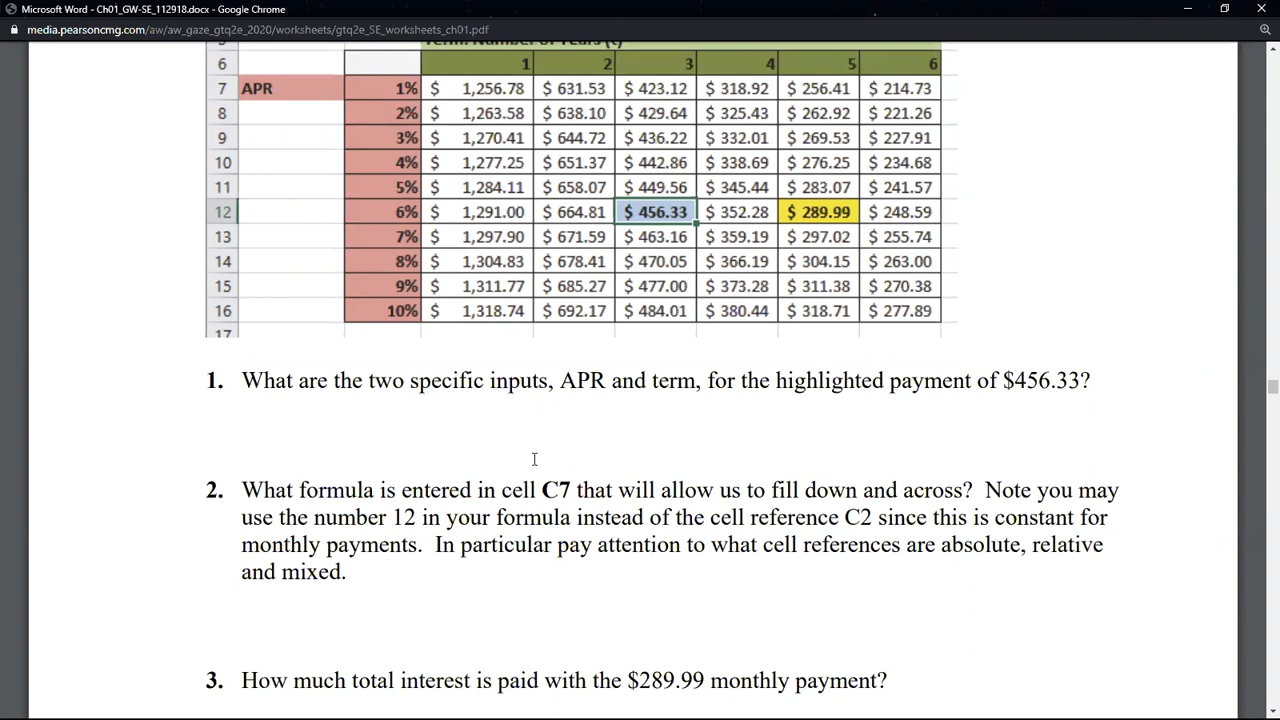 Microsoft Word - Ch01_GW-SE_112918.docx - Google Chrome
media.pearsoncmg.com/aw/aw_gaze_gtq2e_2020/worksheets/gtq2e_SE_worksheets_ch01.pdf
5 Term: Number of Years (t)
6 1 2 3 4 5 6
7 APR 1% $ 1,256.78 $ 631.53 $ 423.12 $ 318.92 $ 256.41 $ 214.73
8 2% $ 1,263.58 $ 638.10 $ 429.64 $ 325.43 $ 262.92 $ 221.26
9 3% $ 1,270.41 $ 644.72 $ 436.22 $ 332.01 $ 269.53 $ 227.91
10 4% $ 1,277.25 $ 651.37 $ 442.86 $ 338.69 $ 276.25 $ 234.68
11 5% $ 1,284.11 $ 658.07 $ 449.56 $ 345.44 $ 283.07 $ 241.57
12 6% $ 1,291.00 $ 664.81 $ 456.33 $ 352.28 $ 289.99 $ 248.59
13 7% $ 1,297.90 $ 671.59 $ 463.16 $ 359.19 $ 297.02 $ 255.74
14 8% $ 1,304.83 $ 678.41 $ 470.05 $ 366.19 $ 304.15 $ 263.00
15 9% $ 1,311.77 $ 685.27 $ 477.00 $ 373.28 $ 311.38 $ 270.38
16 10% $ 1,318.74 $ 692.17 $ 484.01 $ 380.44 $ 318.71 $ 277.89
17
1. What are the two specific inputs, APR and term, for the highlighted payment of $456.33?
2. What formula is entered in cell C7 that will allow us to fill down and across? Note you may
use the number 12 in your formula instead of the cell reference C2 since this is constant for
monthly payments. In particular pay attention to what cell references are absolute, relative
and mixed.
3. How much total interest is paid with the $289.99 monthly payment?